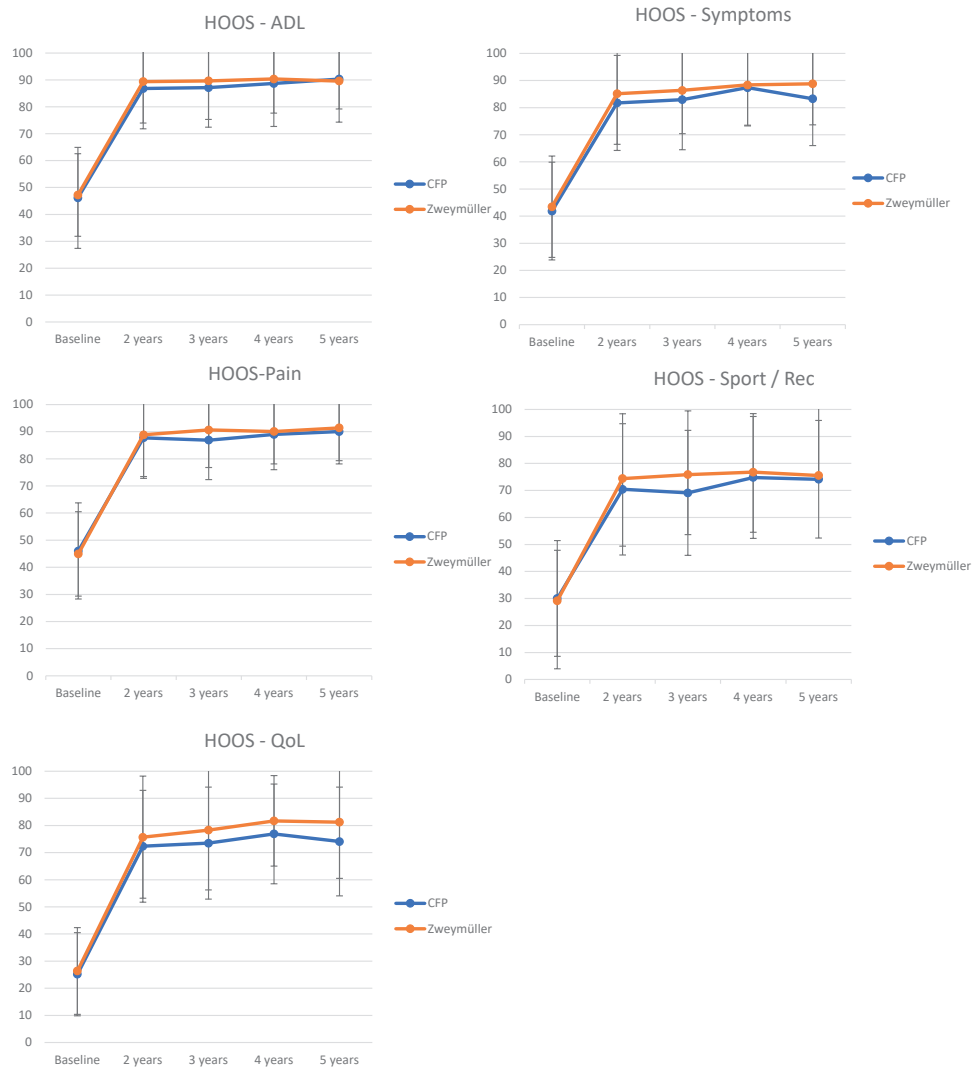 HOOS - ADL
100
90
80
70
60
50
40
30
20
10
0
Baseline 2 years 3 years 4 years 5 years
CFP
Zweymüller
HOOS - Symptoms
100
90
80
70
60
50
40
30
20
10
0
Baseline 2 years 3 years 4 years 5 years
CFP
Zweymüller
HOOS-Pain
100
90
80
70
60
50
40
30
20
10
0
Baseline 2 years 3 years 4 years 5 years
CFP
Zweymüller
HOOS - Sport / Rec
100
90
80
70
60
50
40
30
20
10
0
Baseline 2 years 3 years 4 years 5 years
CFP
Zweymüller
HOOS - QoL
100
90
80
70
60
50
40
30
20
10
0
Baseline 2 years 3 years 4 years 5 years
CFP
Zweymüller